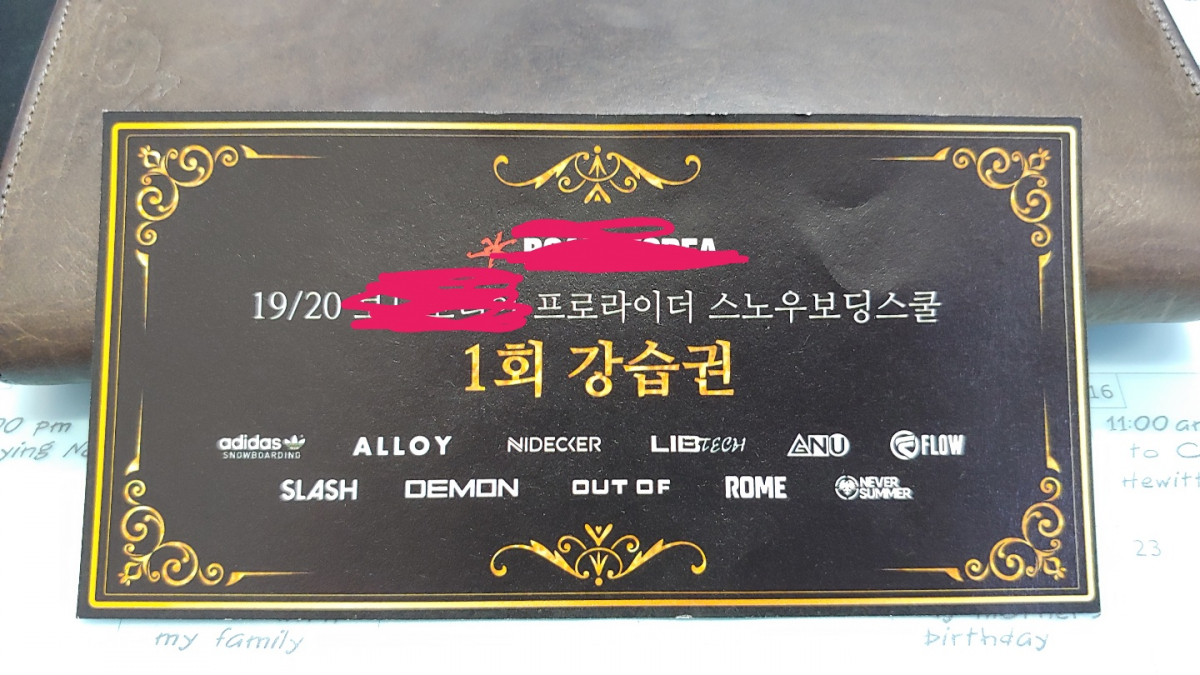 19/20 프로라이더 스노우보딩스쿨
1회 강습권
adidas SNOWBOARDING ALLOY NIDECKER LIBTECH GNU FLOW
SLASH DEMON OUT OF ROME NEVER SUMMER
16
11:00
to
Hewitt
23
my family
birthday